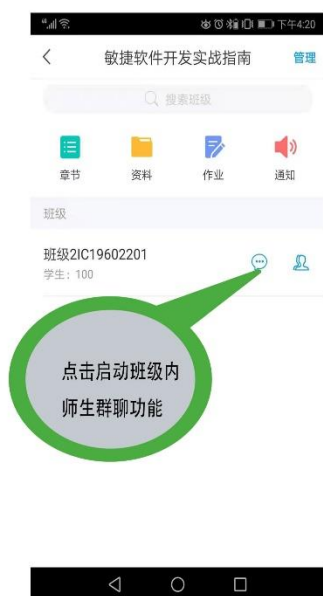 下午4:20
敏捷软件开发实战指南 管理
搜索班级
章节 资料 作业 通知
班级
班级2IC19602201
学生：100
点击启动班级内
师生群聊功能